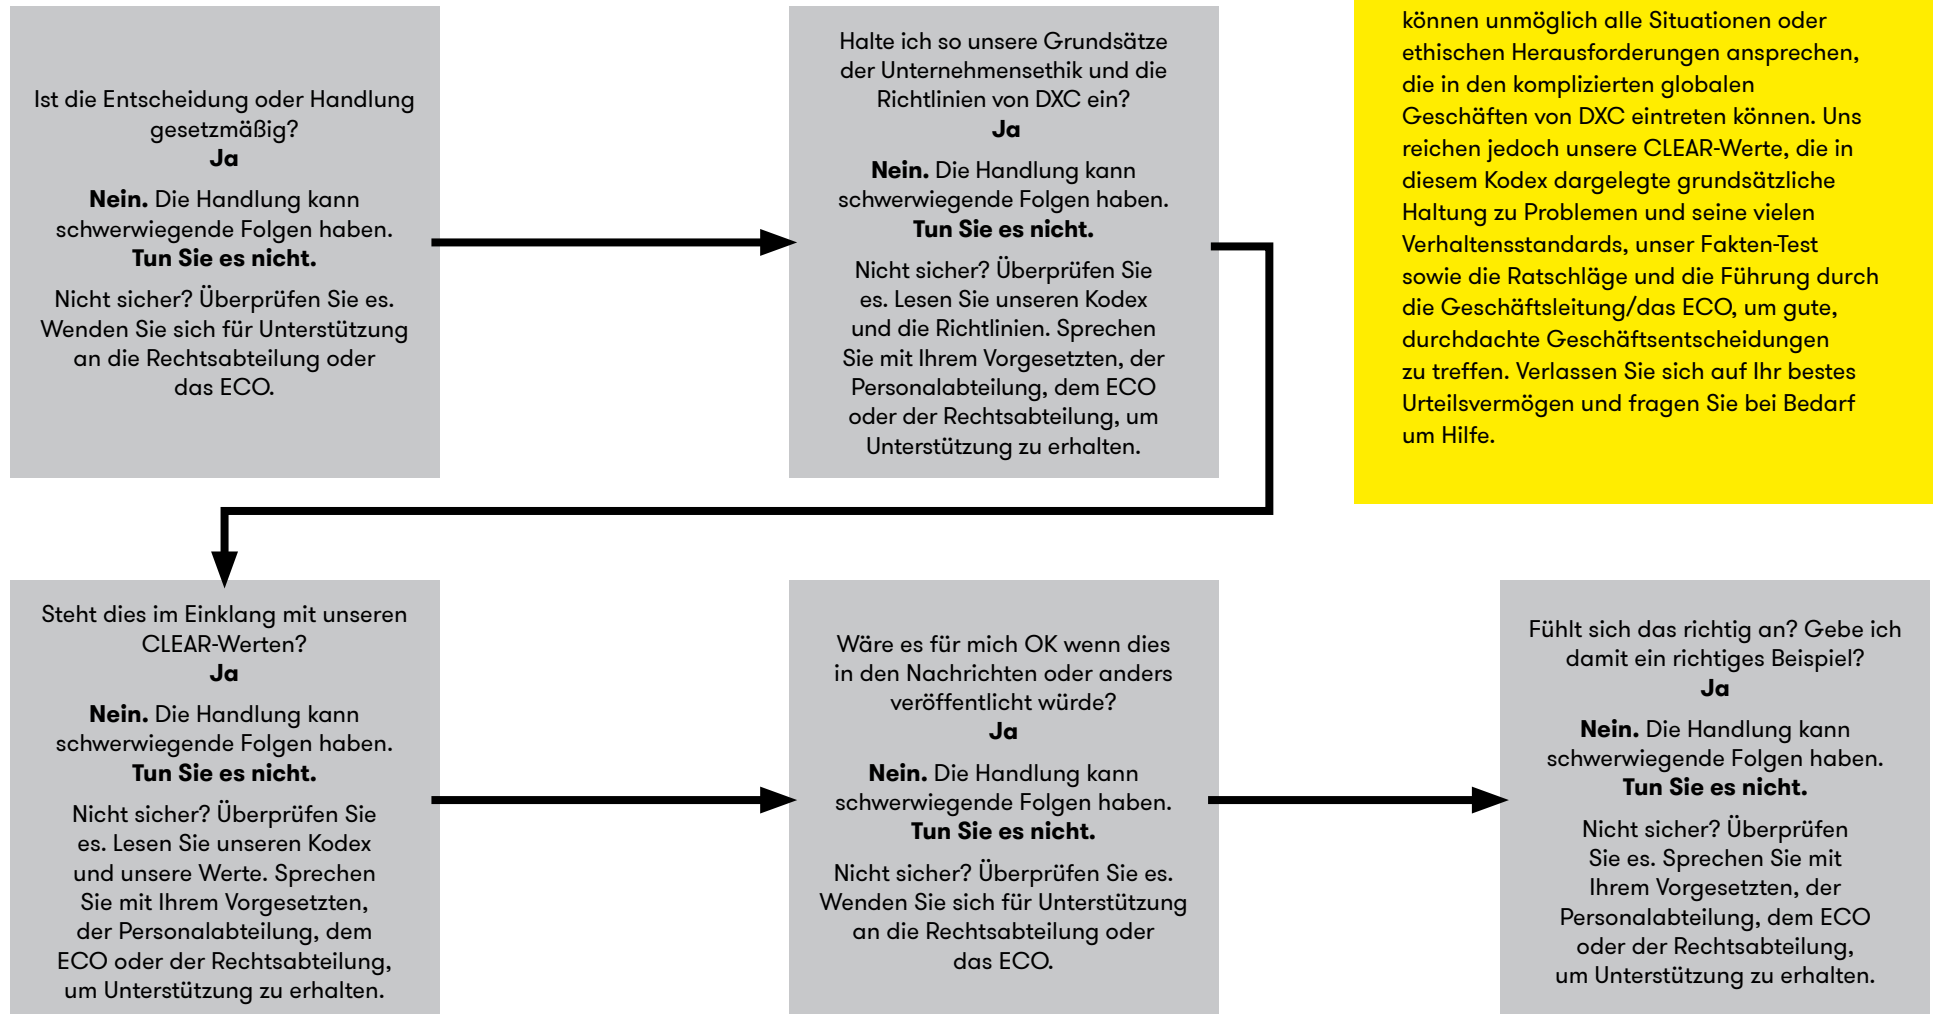 Ist die Entscheidung oder Handlung
gesetzmäßig?
Ja
Nein. Die Handlung kann
schwerwiegende Folgen haben.
Tun Sie es nicht.
Nicht sicher? Überprüfen Sie es.
Wenden Sie sich für Unterstützung
an die Rechtsabteilung oder
das ECO.
Halte ich so unsere Grundsätze
der Unternehmensethik und die
Richtlinien von DXC ein?
Ja
Nein. Die Handlung kann
schwerwiegende Folgen haben.
Tun Sie es nicht.
Nicht sicher? Überprüfen Sie
es. Lesen Sie unseren Kodex
und die Richtlinien. Sprechen
Sie mit Ihrem Vorgesetzten, der
Personalabteilung, dem ECO
oder der Rechtsabteilung, um
Unterstützung zu erhalten.
können unmöglich alle Situationen oder
ethischen Herausforderungen ansprechen,
die in den komplizierten globalen
Geschäften von DXC eintreten können. Uns
reichen jedoch unsere CLEAR-Werte, die in
diesem Kodex dargelegte grundsätzliche
Haltung zu Problemen und seine vielen
Verhaltensstandards, unser Fakten-Test
sowie die Ratschläge und die Führung durch
die Geschäftsleitung/das ECO, um gute,
durchdachte Geschäftsentscheidungen
zu treffen. Verlassen Sie sich auf Ihr bestes
Urteilsvermögen und fragen Sie bei Bedarf
um Hilfe.
Steht dies im Einklang mit unseren
CLEAR-Werten?
Ja
Nein. Die Handlung kann
schwerwiegende Folgen haben.
Tun Sie es nicht.
Nicht sicher? Überprüfen Sie
es. Lesen Sie unseren Kodex
und unsere Werte. Sprechen
Sie mit Ihrem Vorgesetzten,
der Personalabteilung, dem
ECO oder der Rechtsabteilung,
um Unterstützung zu erhalten.
Wäre es für mich OK wenn dies
in den Nachrichten oder anders
veröffentlicht würde?
Ja
Nein. Die Handlung kann
schwerwiegende Folgen haben.
Tun Sie es nicht.
Nicht sicher? Überprüfen Sie es.
Wenden Sie sich für Unterstützung
an die Rechtsabteilung oder
das ECO.
Fühlt sich das richtig an? Gebe ich
damit ein richtiges Beispiel?
Ja
Nein. Die Handlung kann
schwerwiegende Folgen haben.
Tun Sie es nicht.
Nicht sicher? Überprüfen
Sie es. Sprechen Sie mit
Ihrem Vorgesetzten, der
Personalabteilung, dem ECO
oder der Rechtsabteilung,
um Unterstützung zu erhalten.